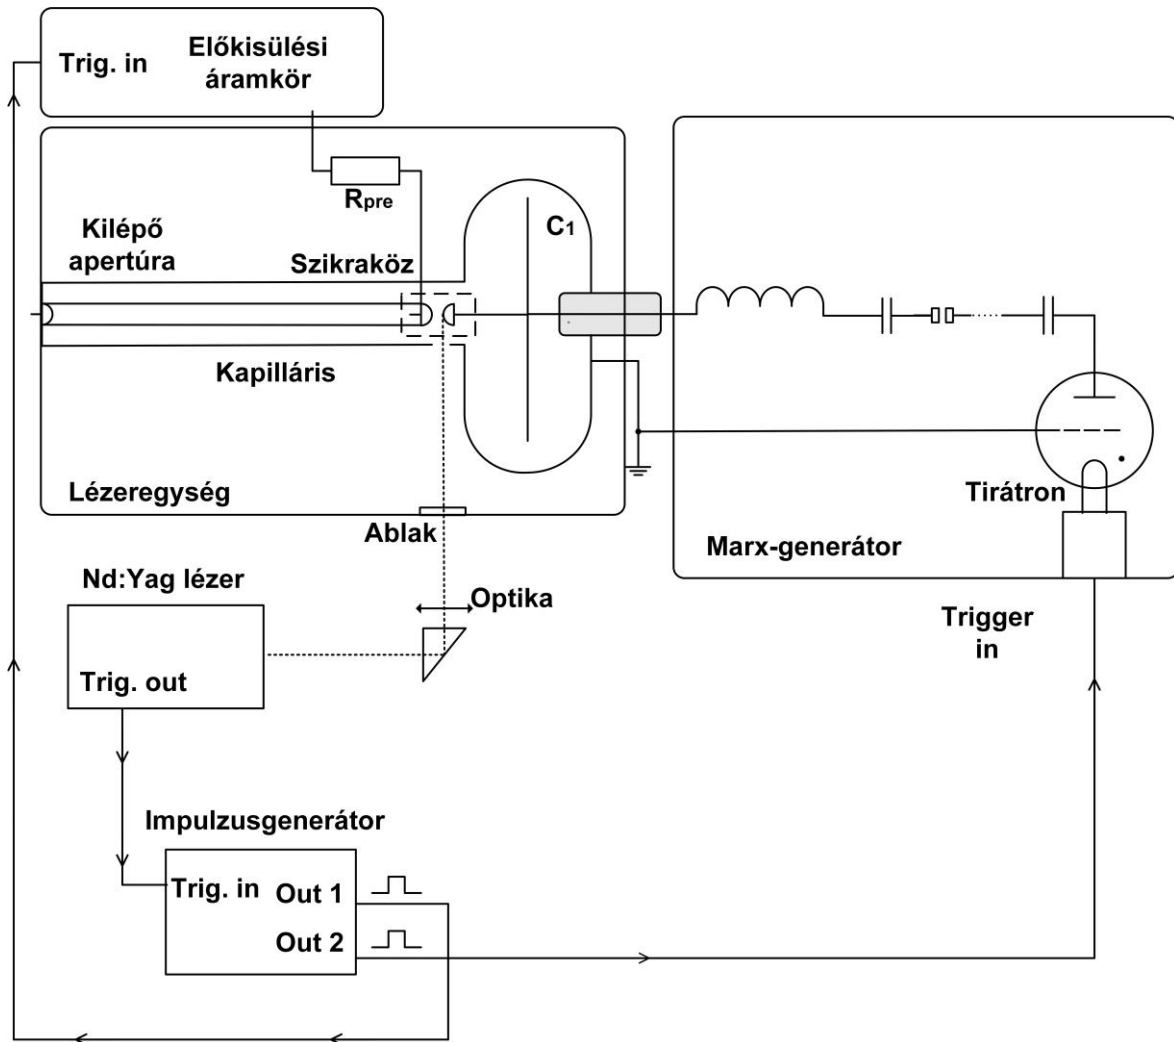 Előkisülési
Trig. in
áramkör
Rpre
C1
Kilépő
apertúra
Szikraköz
Kapilláris
Lézeregység
Ablak
Tirátron
Marx-generátor
Nd:Yag lézer
Optika
Trigger
in
Trig. out
Impulzusgenerátor
Trig. in
Out 1
Out 2